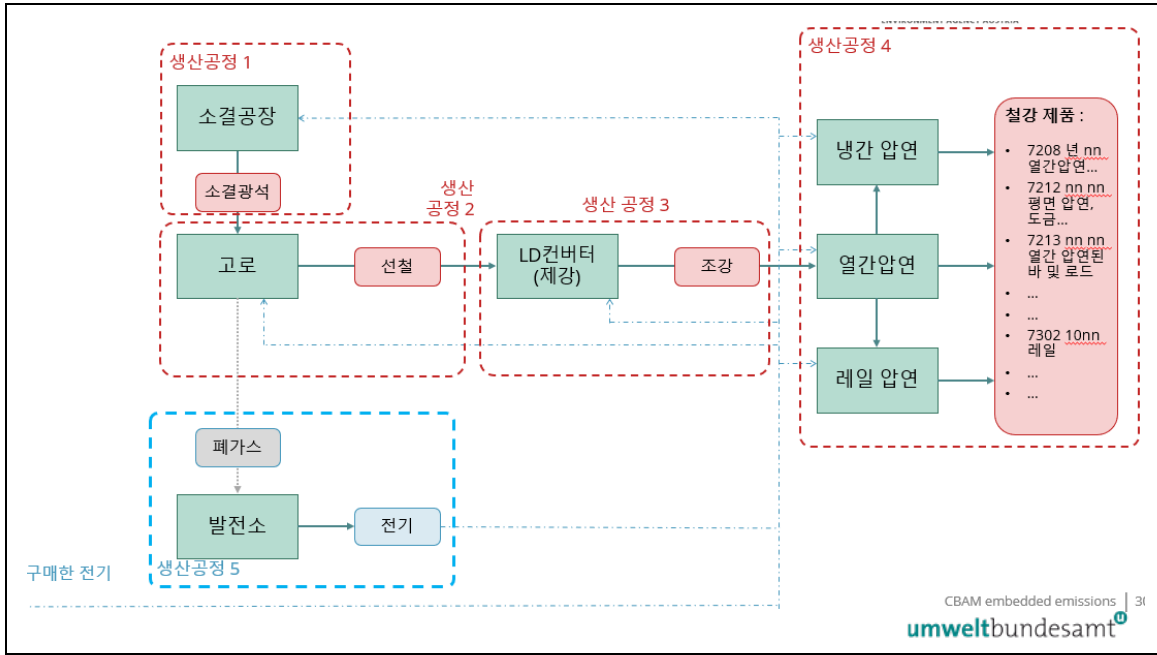 ENVIRONMENT AGENCY AUSTRIA
생산공정 1
소결공장
소결광석
생산
공정 2
고로
선철
생산 공정 3
LD컨버터
(제강)
조강
생산공정 4
냉간 압연
열간압연
레일 압연
철강 제품 :
• 7208 년 nn
열간압연...
• 7212 nn nn
평면 압연,
도금...
• 7213 nn nn
열간 압연된
바 및 로드
• ...
• ...
• 7302 10nn
레일
• ...
• ...
폐가스
발전소
전기
생산공정 5
구매한 전기
CBAM embedded emissions | 30
umweltbundesamt
u